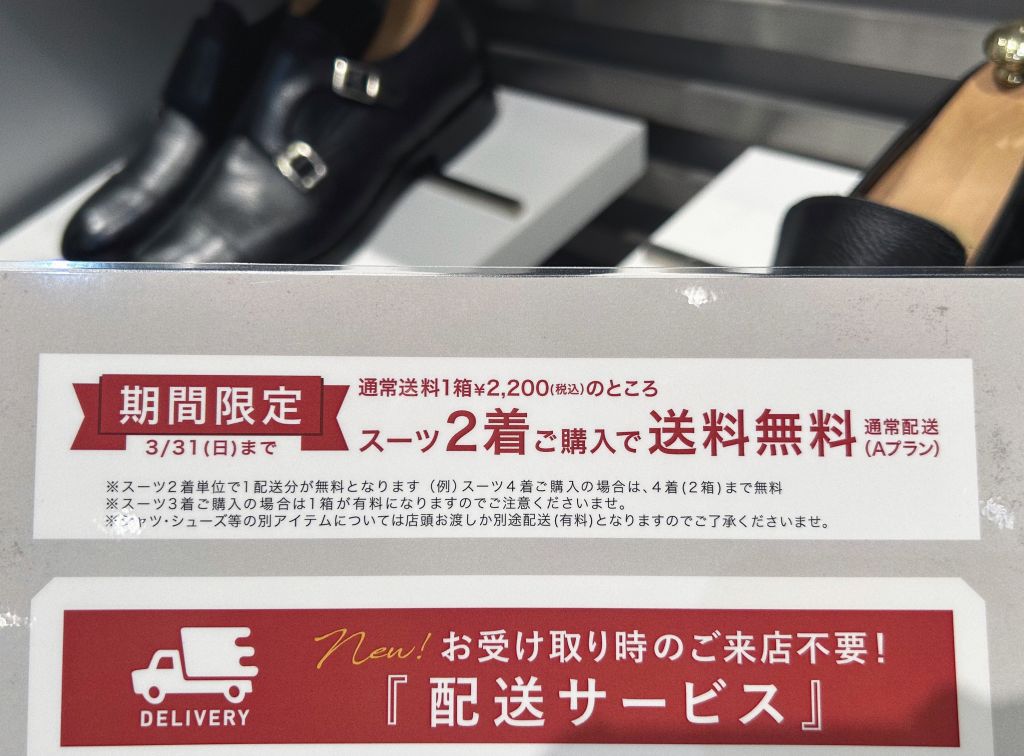 期間限定
3/31(日)まで
通常送料1箱¥2,200(税込)のところ
スーツ2着ご購入で送料無料
通常配送
(Aプラン)
※スーツ2着単位で1配送分が無料となります (例) スーツ4着ご購入の場合は、4着(2箱)まで無料
※スーツ3着ご購入の場合は1箱が有料になりますのでご注意くださいませ。
※シャツ・シューズ等の別アイテムについては店頭お渡しか別途配送(有料)となりますのでご了承くださいませ。
DELIVERY
New! お受け取り時のご来店不要!
『配送サービス』